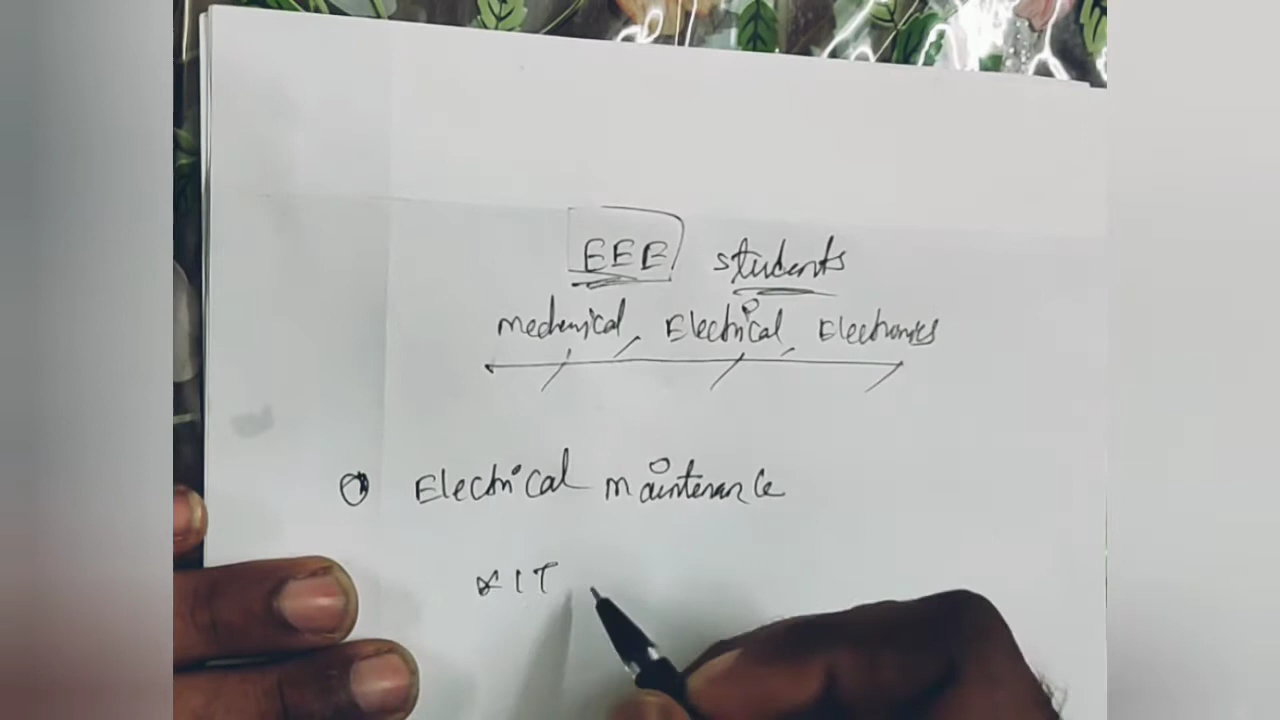 EEE students
Mechanical, Electrical, Electronics
Electrical maintenance
* IT